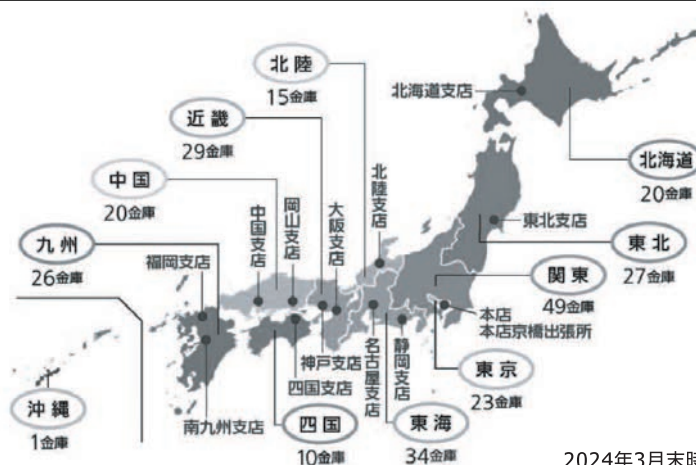 北陸
15金庫
近畿
29金庫
中国
20金庫
九州
26金庫
沖縄
1金庫
北海道支店
北海道
20金庫
東北支店
東北
27金庫
関東
49金庫
本店
本店京橋出張所
東京
23金庫
東海
34金庫
四国
10金庫
福岡支店
中国支店
岡山支店
大阪支店
北陸支店
神戸支店
四国支店
名古屋支店
静岡支店
南九州支店
2024年3月末時